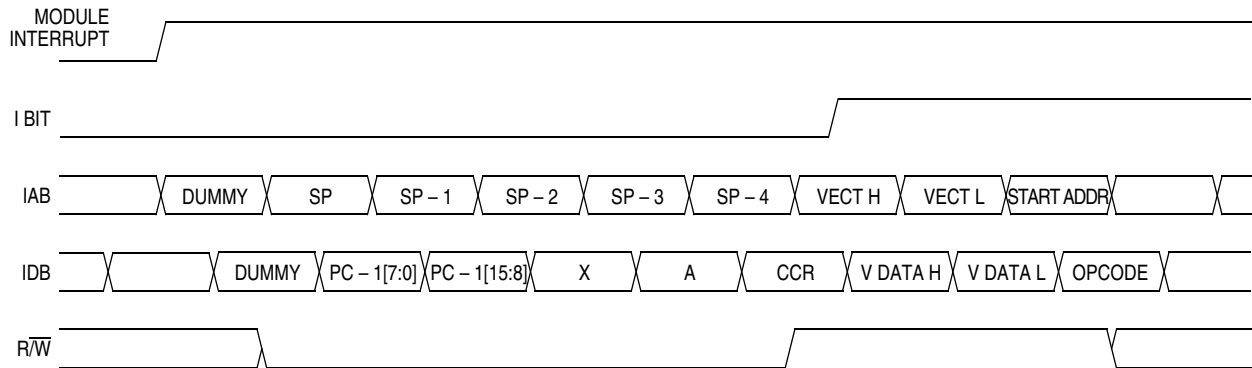 MODULE
INTERRUPT
I BIT
IAB DUMMY SP SP – 1 SP – 2 SP – 3 SP – 4 VECT H VECT L START ADDR
IDB DUMMY PC – 1[7:0] PC – 1[15:8] X A CCR V DATA H V DATA L OPCODE
R/W̅